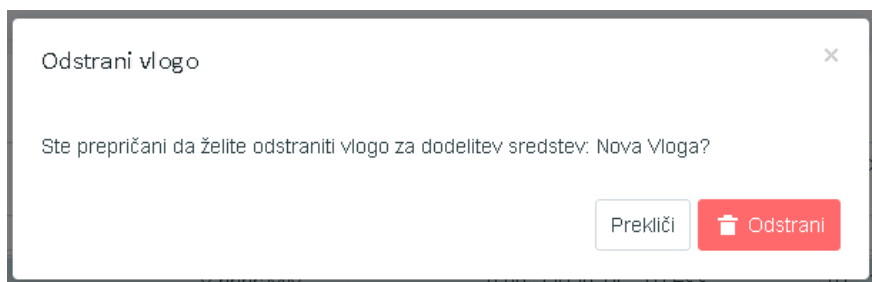 Odstrani vlogo
×
Ste prepričani da želite odstraniti vlogo za dodelitev sredstev: Nova Vloga?
Prekliči
Odstrani